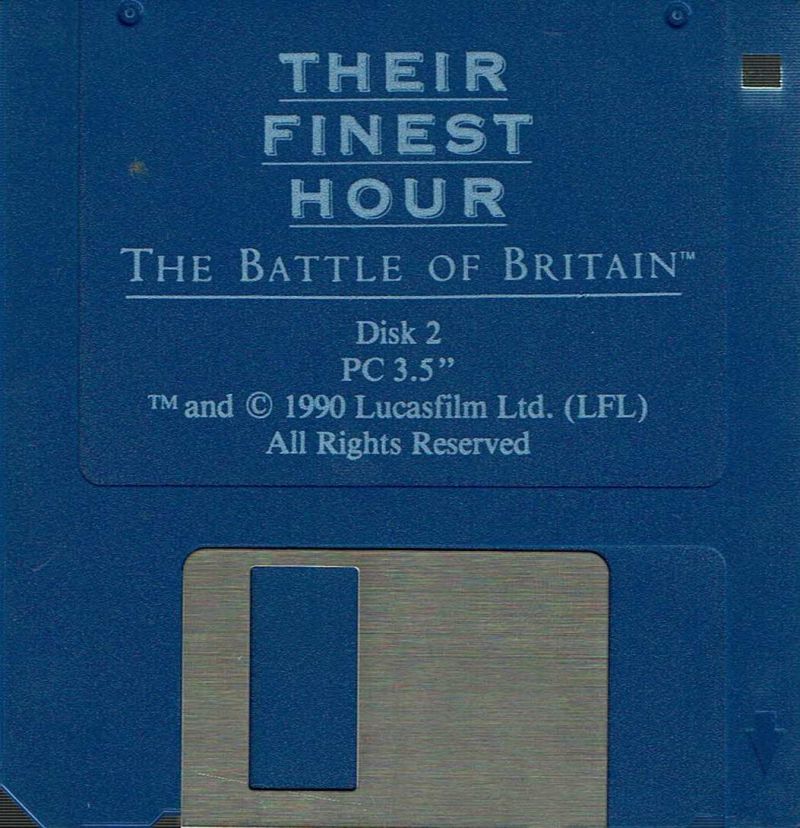 THEIR
FINEST
HOUR
THE BATTLE OF BRITAIN™
Disk 2
PC 3.5”
™ and © 1990 Lucasfilm Ltd. (LFL)
All Rights Reserved